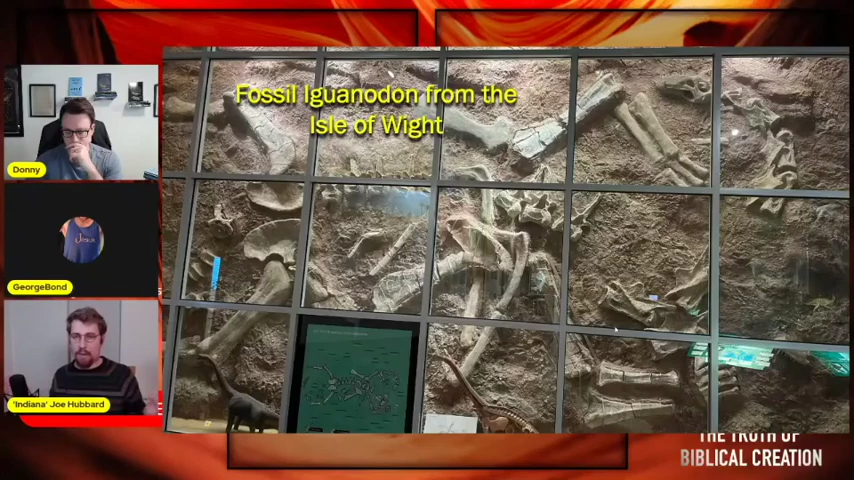 Fossil Iguanodon from the
Isle of Wight
Donny
GeorgeBond
'Indiana' Joe Hubbard
THE TRUTH OF
BIBLICAL CREATION